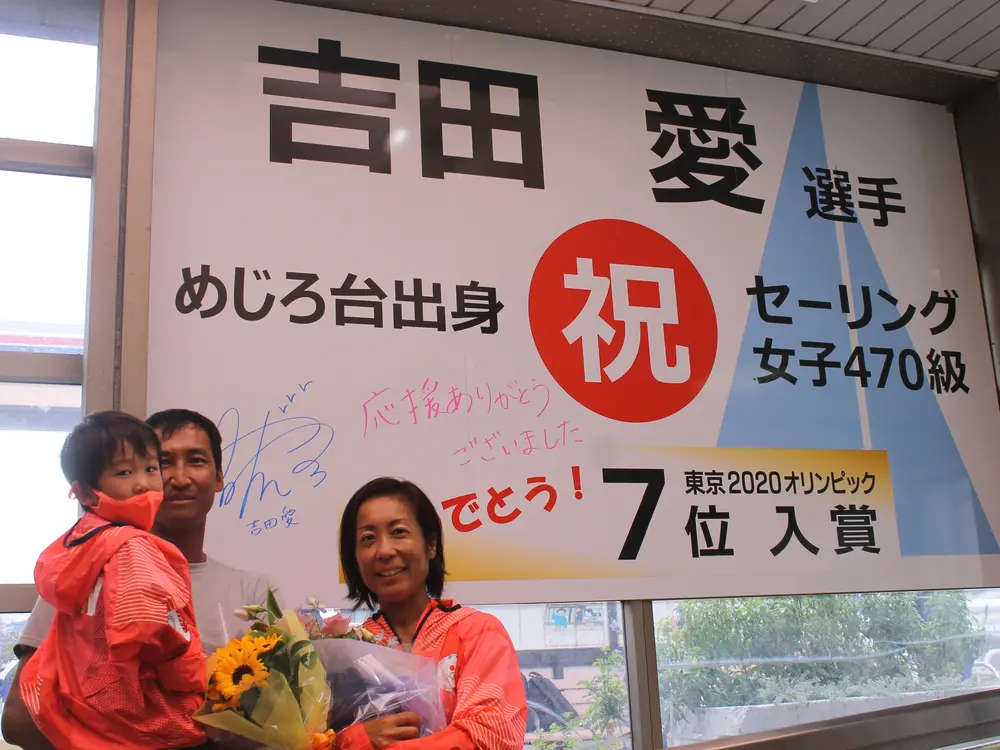 吉田 愛 選手
めじろ台出身
祝
セーリング
女子470級
応援ありがとう
ございました
吉田愛
でとう!
7位入賞
東京2020オリンピック